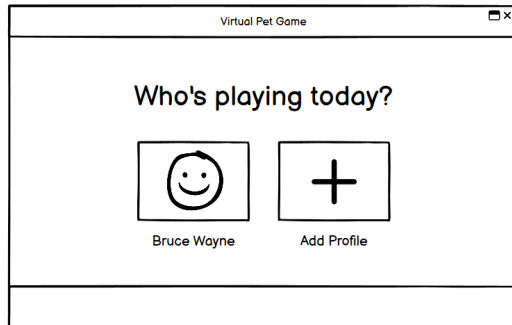 Virtual Pet Game
Who's playing today?
Bruce Wayne
Add Profile